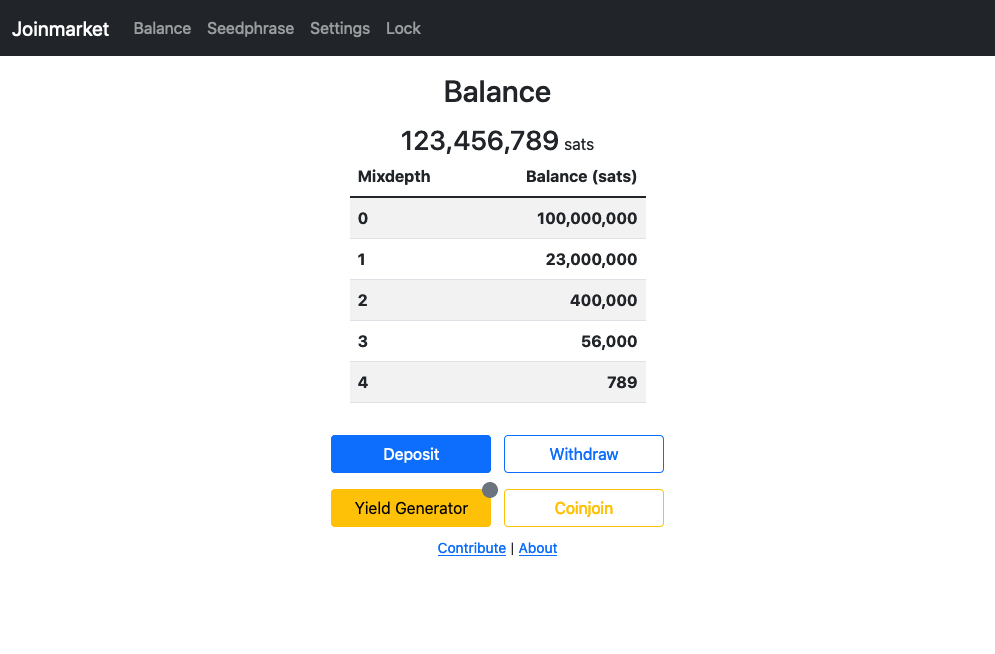 Joinmarket Balance Seedphrase Settings Lock
Balance
123,456,789 sats
Mixdepth Balance (sats)
0 100,000,000
1 23,000,000
2 400,000
3 56,000
4 789
Deposit Withdraw
Yield Generator Coinjoin
Contribute | About